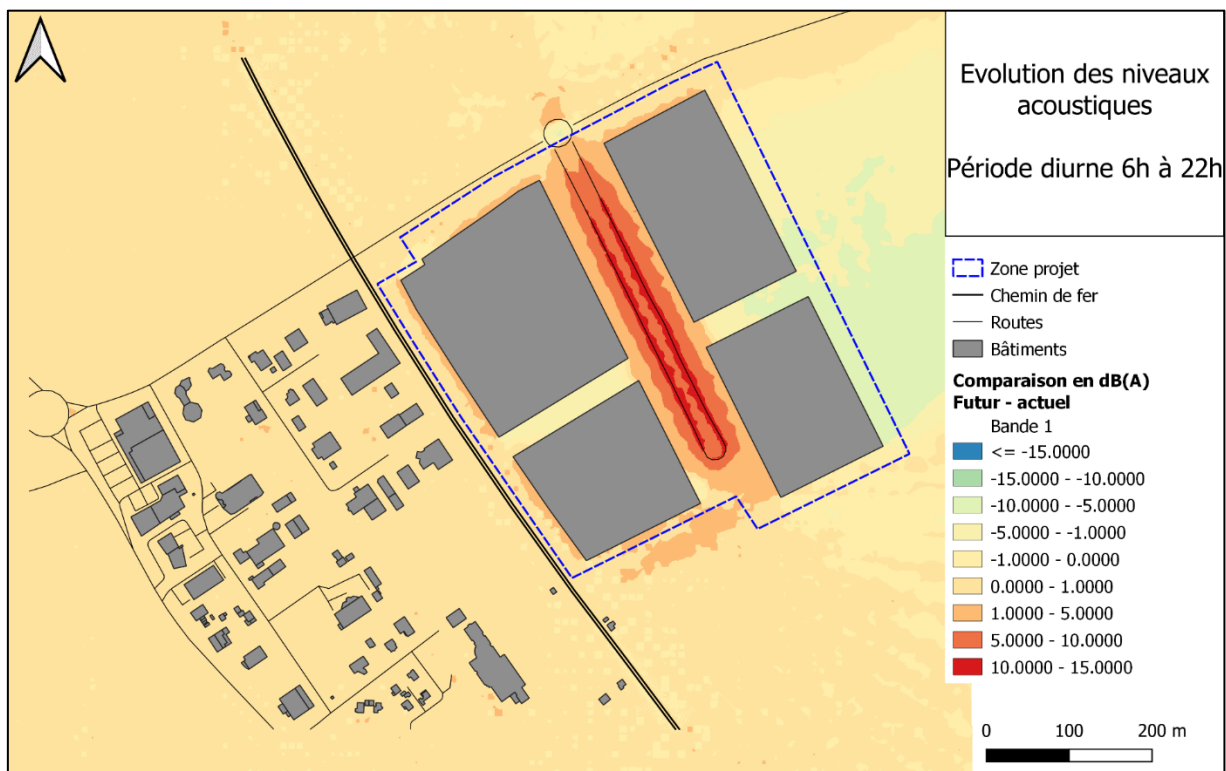 Evolution des niveaux
acoustiques
Période diurne 6h à 22h
Zone projet
Chemin de fer
Routes
Bâtiments
Comparaison en dB(A)
Futur - actuel
Bande 1
<= -15.0000
-15.0000 - -10.0000
-10.0000 - -5.0000
-5.0000 - -1.0000
-1.0000 - 0.0000
0.0000 - 1.0000
1.0000 - 5.0000
5.0000 - 10.0000
10.0000 - 15.0000
0 100 200 m